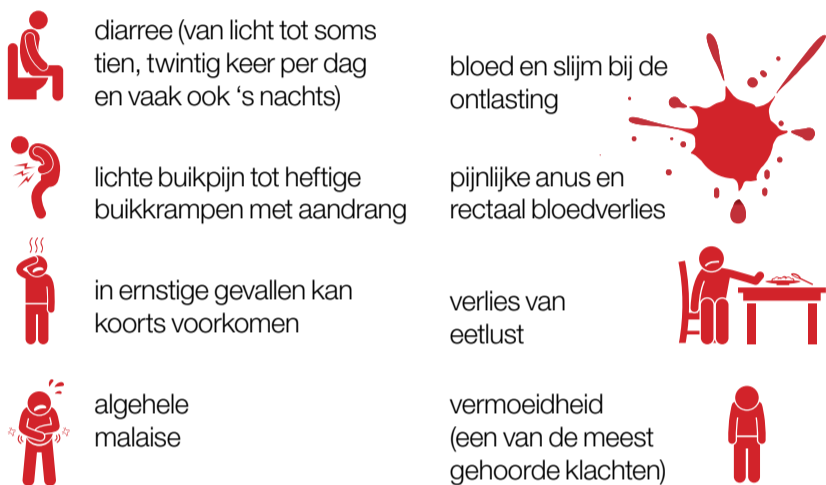 diarree (van licht tot soms
tien, twintig keer per dag
en vaak ook ‘s nachts)
lichte buikpijn tot heftige
buikkrampen met aandrang
in ernstige gevallen kan
koorts voorkomen
algehele
malaise
bloed en slijm bij de
ontlasting
pijnlijke anus en
rectaal bloedverlies
verlies van
eetlust
vermoeidheid
(een van de meest
gehoorde klachten)